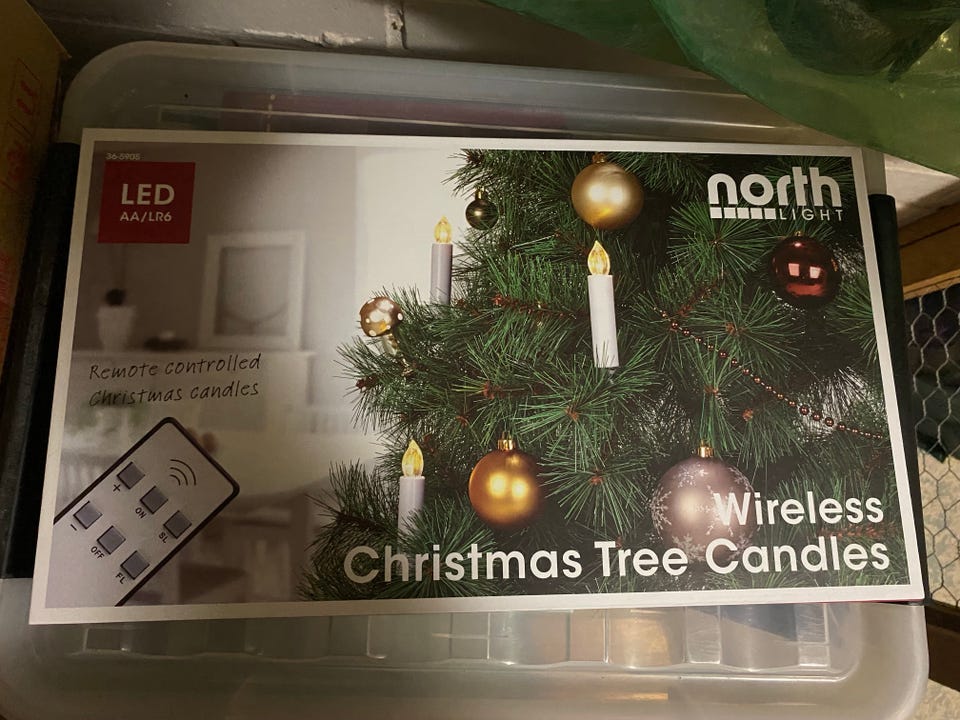 36-5905
LED
AA/LR6
north
LIGHT
Remote controlled
Christmas candles
+
ON
SL
-
OFF
FL
Wireless
Christmas Tree Candles